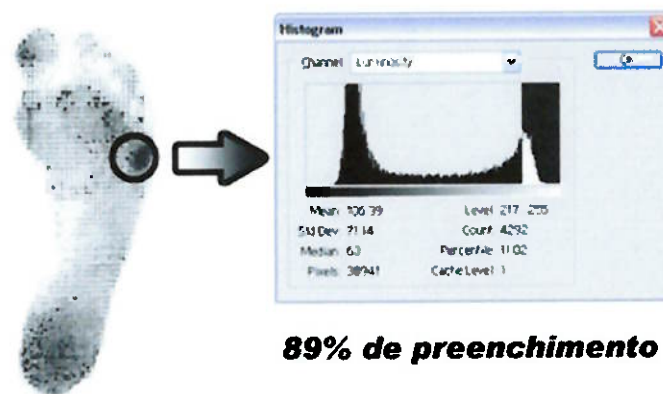 Histogram
Channel Luminosity
Mean: 106.39 Level: 217..255
Std Dev: 71.14 Count: 4292
Median: 63 Percentile: 11.02
Pixels: 38941 Cache Level: 1
89% de preenchimento